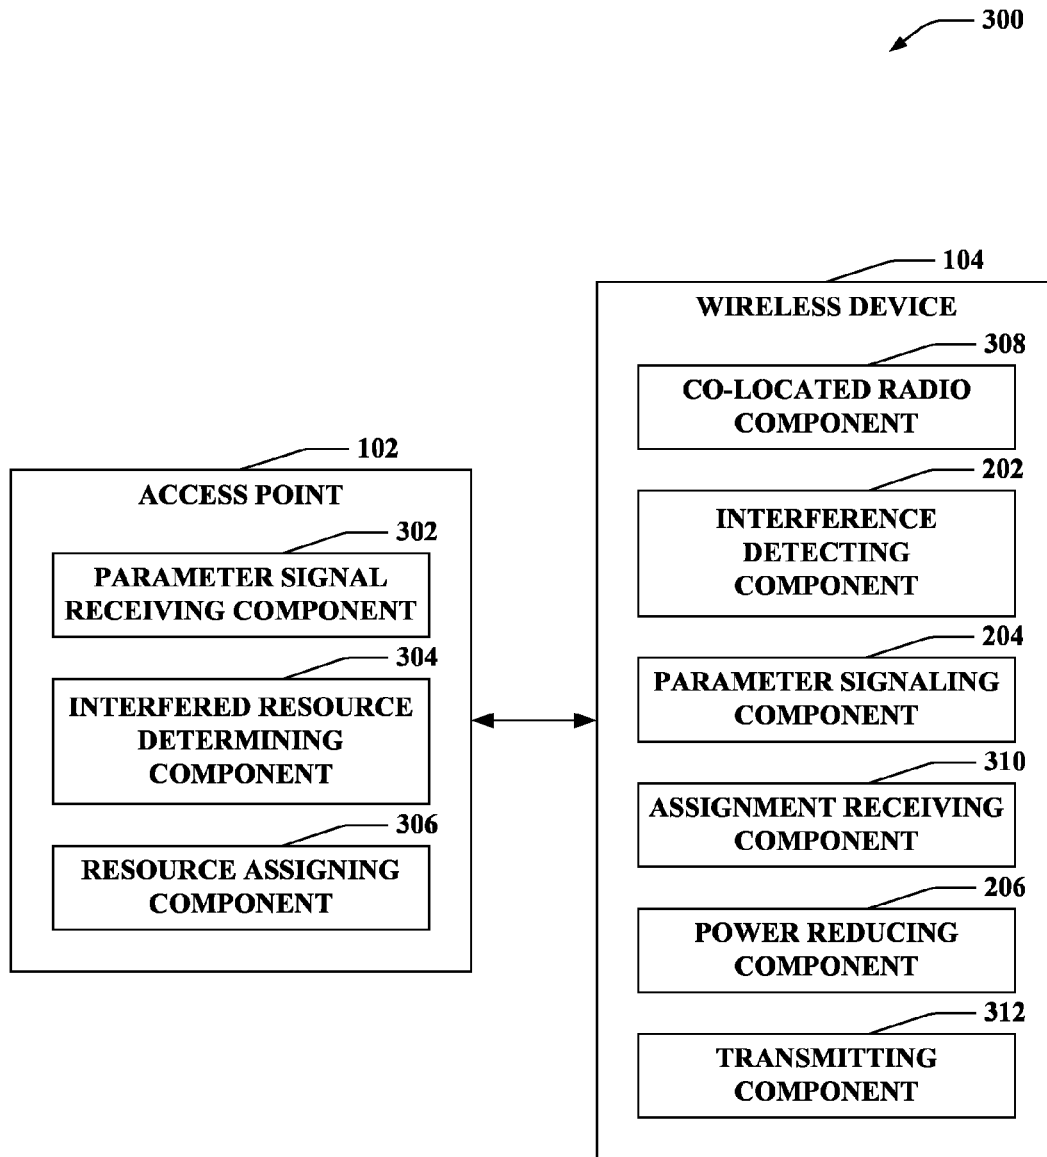 300
102
ACCESS POINT
302
PARAMETER SIGNAL
RECEIVING COMPONENT
304
INTERFERED RESOURCE
DETERMINING
COMPONENT
306
RESOURCE ASSIGNING
COMPONENT
104
WIRELESS DEVICE
308
CO-LOCATED RADIO
COMPONENT
202
INTERFERENCE
DETECTING
COMPONENT
204
PARAMETER SIGNALING
COMPONENT
310
ASSIGNMENT RECEIVING
COMPONENT
206
POWER REDUCING
COMPONENT
312
TRANSMITTING
COMPONENT